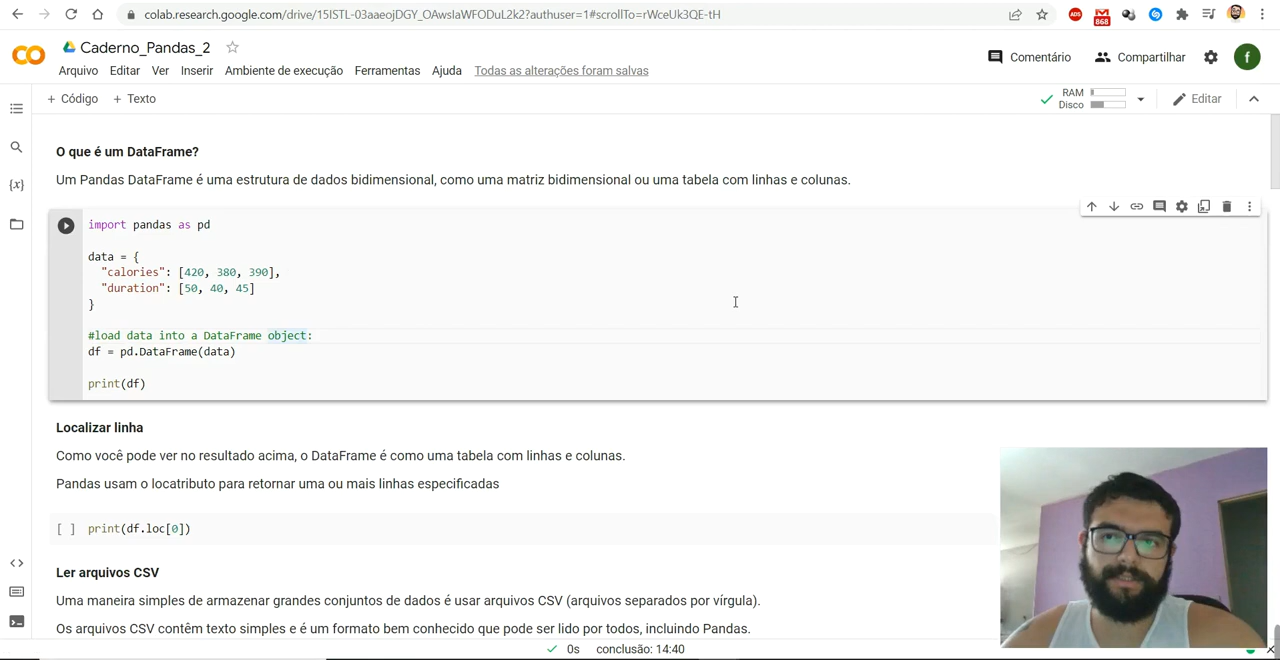 colab.research.google.com/drive/15ISTL-03aaeojDGY_OAwsIaWFODuL2k2?authuser=1#scrollTo=rWceUk3QE-tH
ADS
868
Caderno_Pandas_2
Arquivo Editar Ver Inserir Ambiente de execução Ferramentas Ajuda Todas as alterações foram salvas
Comentário Compartilhar f
+ Código + Texto
RAM
Disco
Editar
{x}
O que é um DataFrame?
Um Pandas DataFrame é uma estrutura de dados bidimensional, como uma matriz bidimensional ou uma tabela com linhas e colunas.
import pandas as pd
data = {
"calories": [420, 380, 390],
"duration": [50, 40, 45]
}
#load data into a DataFrame object:
df = pd.DataFrame(data)
print(df)
Localizar linha
Como você pode ver no resultado acima, o DataFrame é como uma tabela com linhas e colunas.
Pandas usam o locatributo para retornar uma ou mais linhas especificadas
[ ] print(df.loc[0])
Ler arquivos CSV
Uma maneira simples de armazenar grandes conjuntos de dados é usar arquivos CSV (arquivos separados por vírgula).
Os arquivos CSV contêm texto simples e é um formato bem conhecido que pode ser lido por todos, incluindo Pandas.
0s conclusão: 14:40